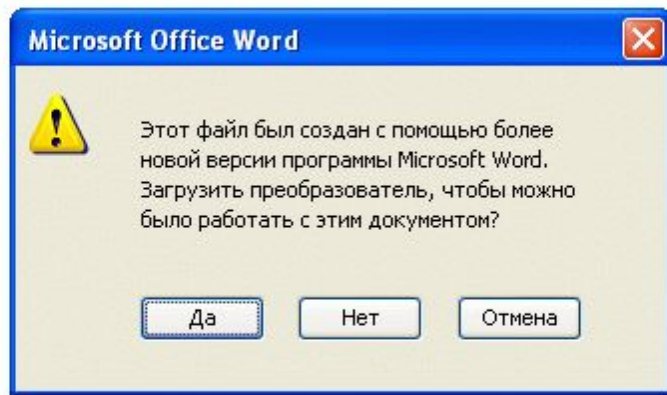 Microsoft Office Word
Этот файл был создан с помощью более
новой версии программы Microsoft Word.
Загрузить преобразователь, чтобы можно
было работать с этим документом?
Да Нет Отмена